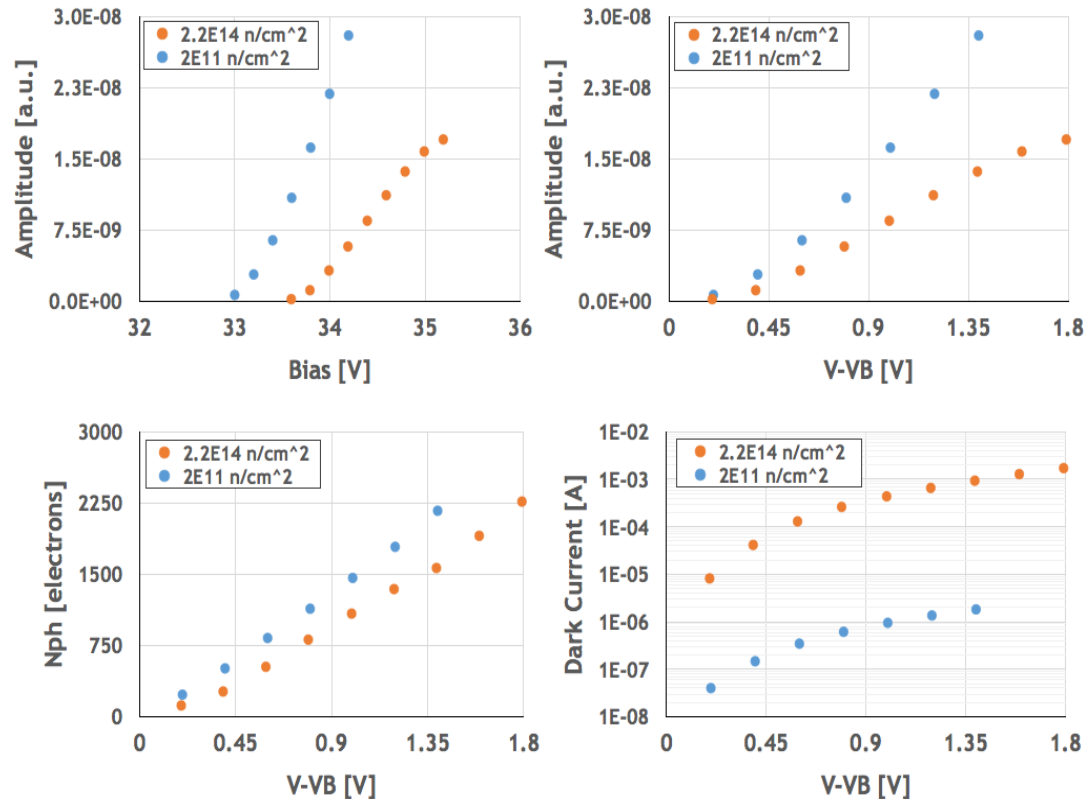 3.0E-08
2.2E14 n/cm^2
2E11 n/cm^2
2.3E-08
1.5E-08
7.5E-09
0.0E+00
Amplitude [a.u.]
32 33 34 35 36
Bias [V]
3.0E-08
2.2E14 n/cm^2
2E11 n/cm^2
2.3E-08
1.5E-08
7.5E-09
0.0E+00
Amplitude [a.u.]
0 0.45 0.9 1.35 1.8
V-VB [V]
3000
2.2E14 n/cm^2
2E11 n/cm^2
2250
1500
750
0
Nph [electrons]
0 0.45 0.9 1.35 1.8
V-VB [V]
1E-02
2.2E14 n/cm^2
2E11 n/cm^2
1E-03
1E-04
1E-05
1E-06
1E-07
1E-08
Dark Current [A]
0 0.45 0.9 1.35 1.8
V-VB [V]